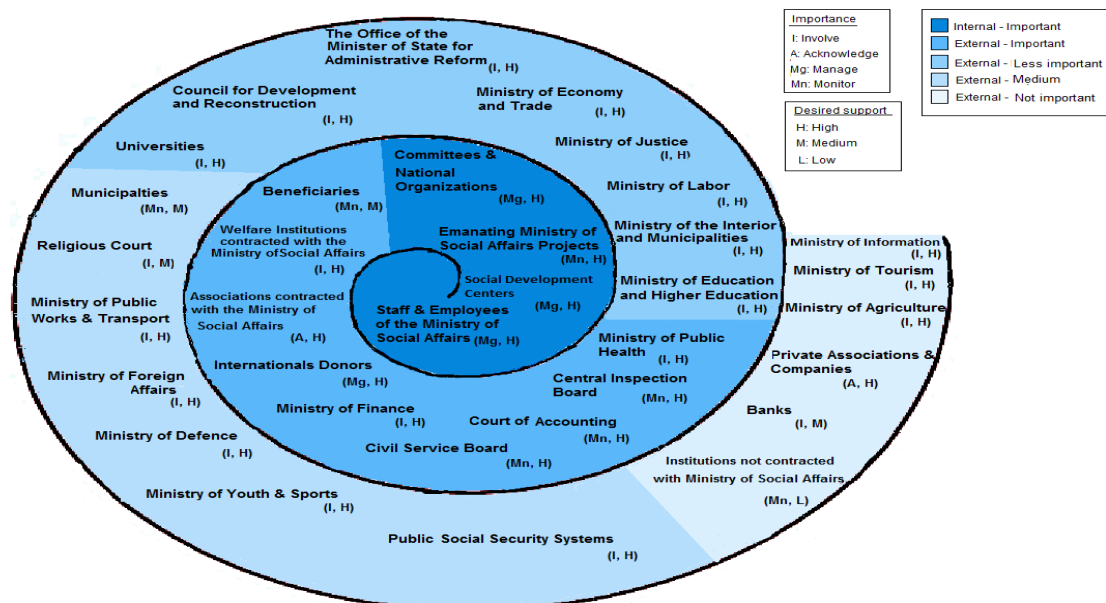 The Office of the
Minister of State for
Administrative Reform
(I, H)
Council for Development
and Reconstruction
(I, H)
Ministry of Economy
and Trade
(I, H)
Universities
(I, H)
Ministry of Justice
(I, H)
Committees &
National
Organizations
(Mg, H)
Ministry of Labor
(I, H)
Municipalties
(Mn, M)
Beneficiaries
(Mn, M)
Religious Court
(I, M)
Welfare Institutions
contracted with the
Ministry of Social Affairs
(I, H)
Emanating Ministry of
Social Affairs Projects
(Mn, H)
Ministry of the Interior
and Municipalities
(I, H)
Social Development
Centers
(Mg, H)
Ministry of Education
and Higher Education
(I, H)
Ministry of Public
Works & Transport
(I, H)
Associations contracted
with the Ministry of
Social Affairs
(A, H)
Staff & Employees
of the Ministry of
Social Affairs (Mg, H)
Ministry of Public
Health
(I, H)
Internationals Donors
(Mg, H)
Central Inspection
Board
(Mn, H)
Ministry of Foreign
Affairs
(I, H)
Ministry of Finance
(I, H)
Court of Accounting
(Mn, H)
Civil Service Board
(Mn, H)
Ministry of Defence
(I, H)
Ministry of Youth & Sports
(I, H)
Public Social Security Systems
(I, H)
Ministry of Information
(I, H)
Ministry of Tourism
(I, H)
Ministry of Agriculture
(I, H)
Private Associations &
Companies
(A, H)
Banks
(I, M)
Institutions not contracted
with Ministry of Social Affairs
(Mn, L)
Importance
I: Involve
A: Acknowledge
Mg: Manage
Mn: Monitor
Desired support
H: High
M: Medium
L: Low
Internal - Important
External - Important
External - Less important
External - Medium
External - Not important